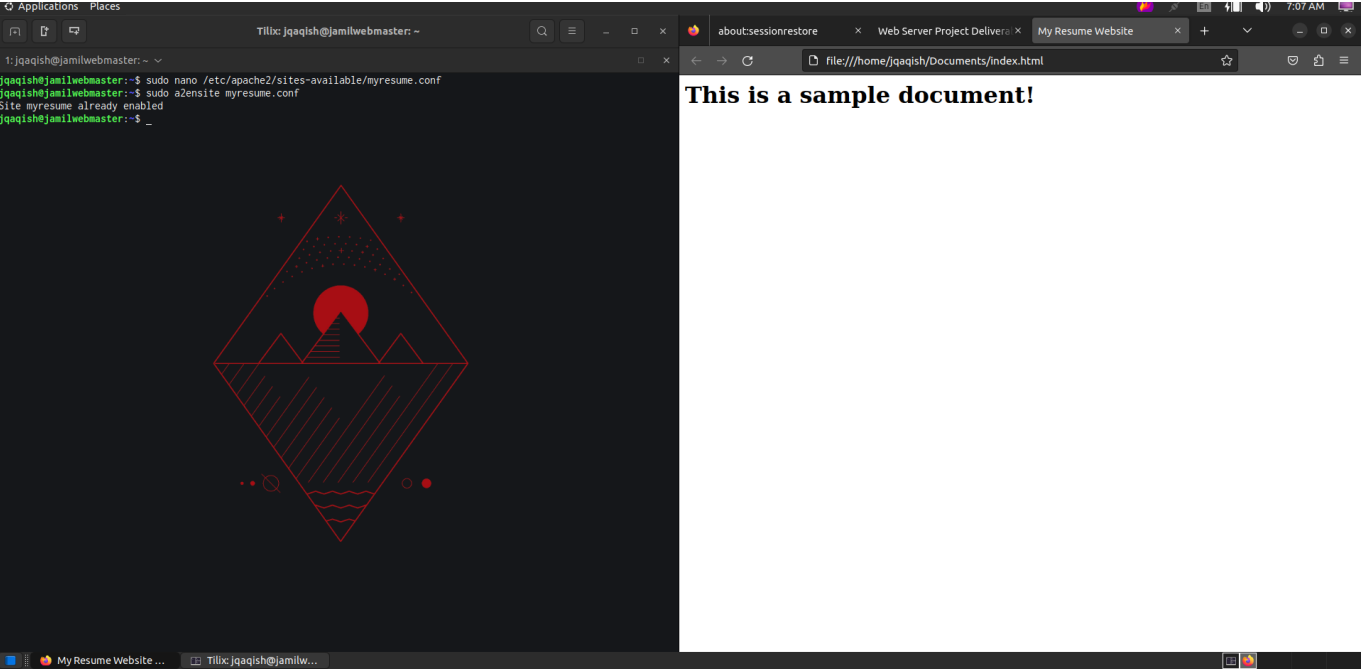 Applications Places
En
7:07 AM
Tilix: jqaqish@jamilwebmaster: ~
1: jqaqish@jamilwebmaster: ~
jqaqish@jamilwebmaster:~$ sudo nano /etc/apache2/sites-available/myresume.conf
jqaqish@jamilwebmaster:~$ sudo a2ensite myresume.conf
Site myresume already enabled
jqaqish@jamilwebmaster:~$ _
about:sessionrestore
Web Server Project Delivera
My Resume Website
file:///home/jqaqish/Documents/index.html
This is a sample document!
My Resume Website ...
Tilix: jqaqish@jamilw...